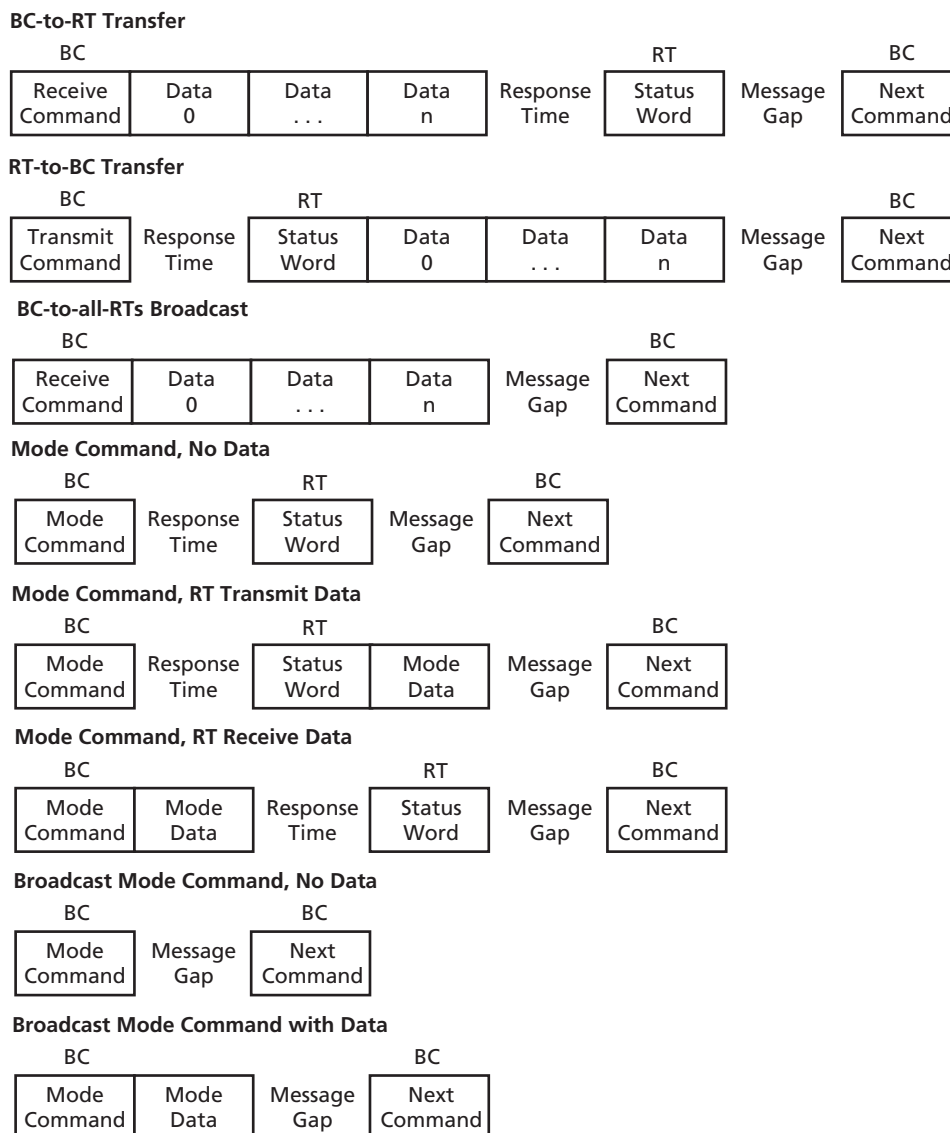 BC-to-RT Transfer
BC RT BC
Receive Data Data Data Response Status Message Next
Command 0 . . . n Time Word Gap Command
RT-to-BC Transfer
BC RT BC
Transmit Response Status Data Data Data Message Next
Command Time Word 0 . . . n Gap Command
BC-to-all-RTs Broadcast
BC BC
Receive Data Data Data Message Next
Command 0 . . . n Gap Command
Mode Command, No Data
BC RT BC
Mode Response Status Message Next
Command Time Word Gap Command
Mode Command, RT Transmit Data
BC RT BC
Mode Response Status Mode Message Next
Command Time Word Data Gap Command
Mode Command, RT Receive Data
BC RT BC
Mode Mode Response Status Message Next
Command Data Time Word Gap Command
Broadcast Mode Command, No Data
BC BC
Mode Message Next
Command Gap Command
Broadcast Mode Command with Data
BC BC
Mode Mode Message Next
Command Data Gap Command